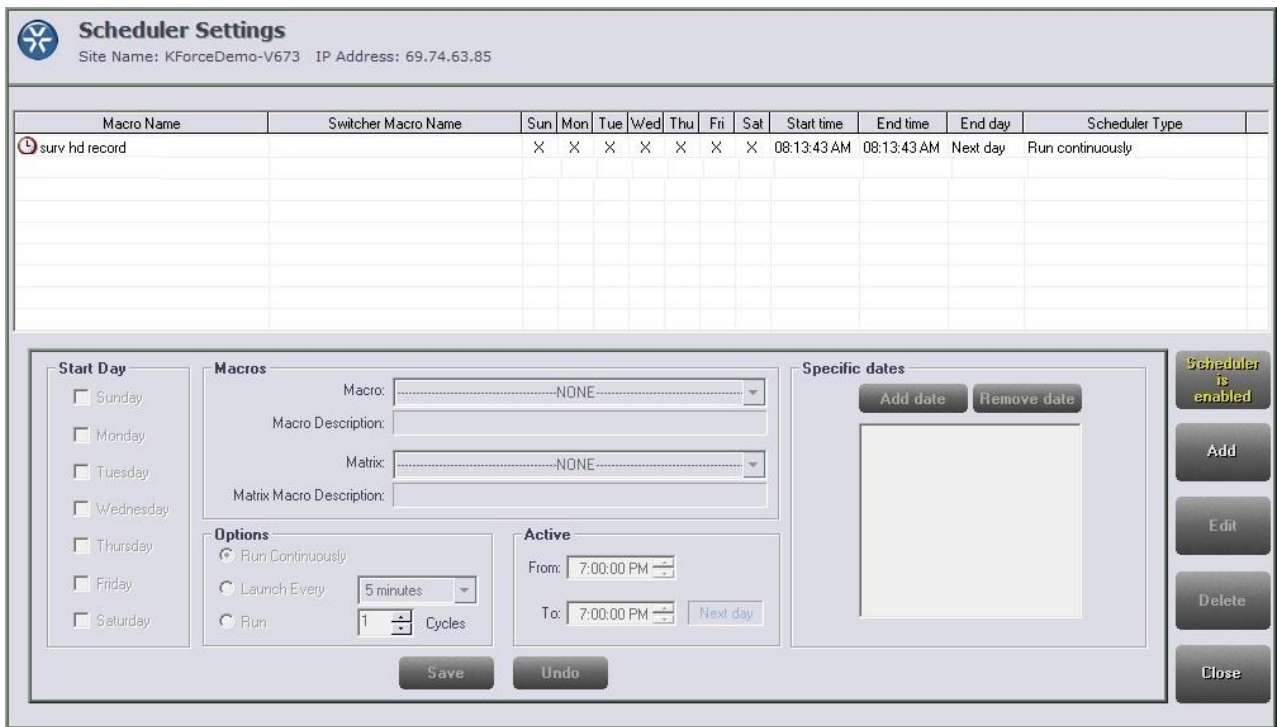 Scheduler Settings
Site Name: KForceDemo-V673 IP Address: 69.74.63.85
Macro Name Switcher Macro Name Sun Mon Tue Wed Thu Fri Sat Start time End time End day Scheduler Type
surv hd record X X X X X X X 08:13:43 AM 08:13:43 AM Next day Run continuously
Start Day
Sunday
Monday
Tuesday
Wednesday
Thursday
Friday
Saturday
Macros
Macro: NONE
Macro Description:
Matrix: NONE
Matrix Macro Description:
Options
Run Continuously
Launch Every 5 minutes
Run 1 Cycles
Active
From: 7:00:00 PM
To: 7:00:00 PM Next day
Specific dates
Add date Remove date
Save Undo
Scheduler
is
enabled
Add
Edit
Delete
Close